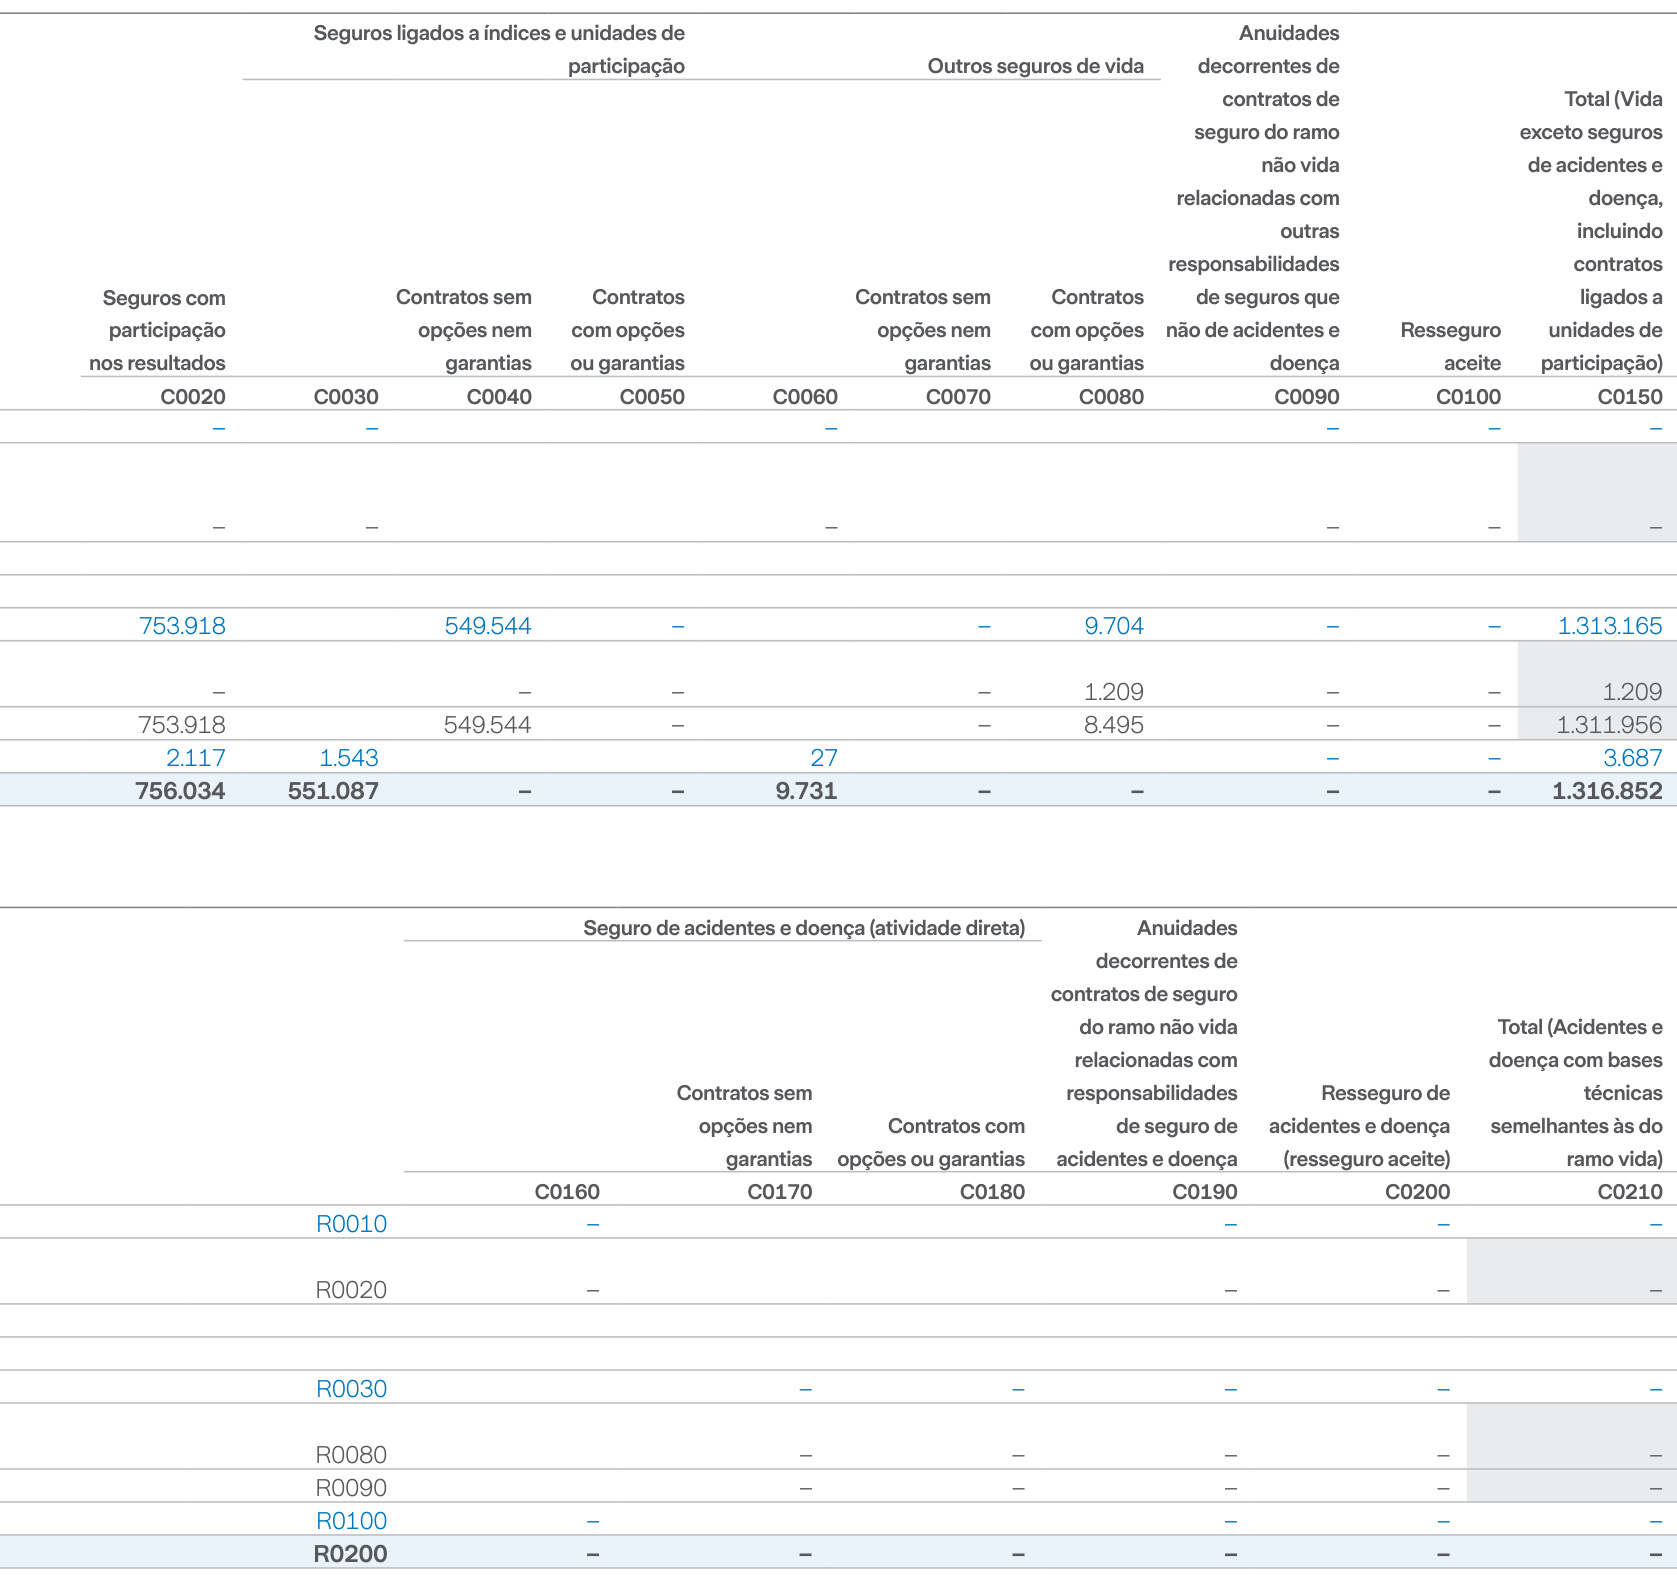 Seguros ligados a índices e unidades de participação
Outros seguros de vida
Seguros com participação nos resultados
Contratos sem opções nem garantias
Contratos com opções ou garantias
Contratos sem opções nem garantias
Contratos com opções ou garantias
Anuidades decorrentes de contratos de seguro do ramo não vida relacionadas com outras responsabilidades de seguros que não de acidentes e doença
Resseguro aceite
Total (Vida exceto seguros de acidentes e doença, incluindo contratos ligados a unidades de participação)
C0020 C0030 C0040 C0050 C0060 C0070 C0080 C0090 C0100 C0150
– – – – – –
– – – – – –
753.918 549.544 – – 9.704 – – 1.313.165
– – – – 1.209 – – 1.209
753.918 549.544 – – 8.495 – – 1.311.956
2.117 1.543 27 – – 3.687
756.034 551.087 – – 9.731 – – – – 1.316.852
Seguro de acidentes e doença (atividade direta)
Contratos sem opções nem garantias
Contratos com opções ou garantias
Anuidades decorrentes de contratos de seguro do ramo não vida relacionadas com responsabilidades de seguro de acidentes e doença
Resseguro de acidentes e doença (resseguro aceite)
Total (Acidentes e doença com bases técnicas semelhantes às do ramo vida)
C0160 C0170 C0180 C0190 C0200 C0210
R0010 – – – –
R0020 – – – –
R0030 – – – – –
R0080 – – – – –
R0090 – – – – –
R0100 – – – –
R0200 – – – – – –